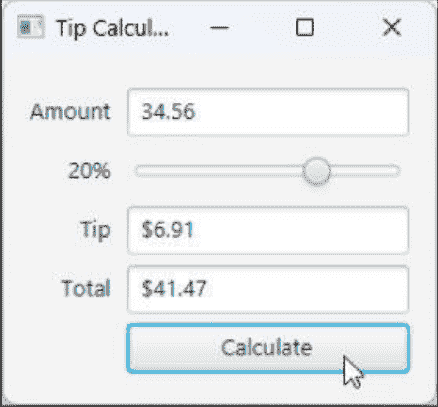 Tip Calcul...
Amount 34.56
20%
Tip $6.91
Total $41.47
Calculate